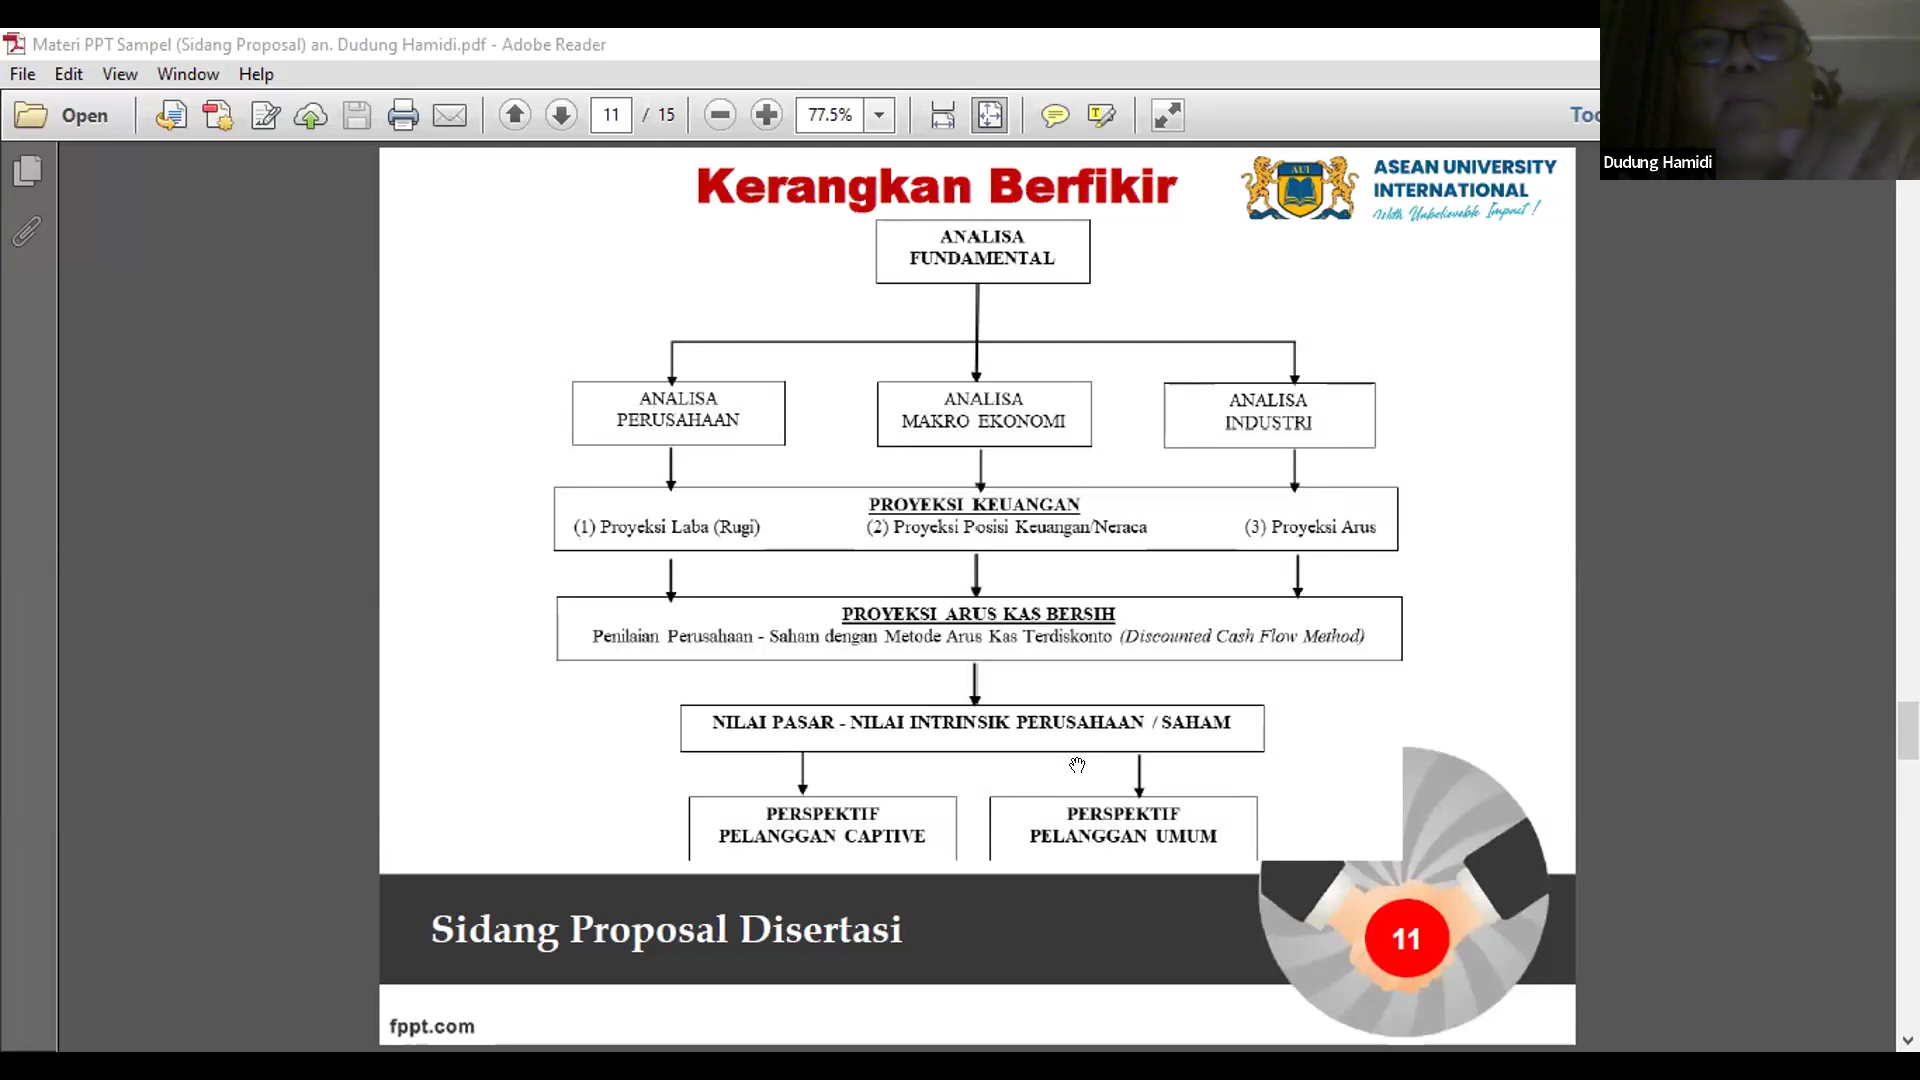 Materi PPT Sampel (Sidang Proposal) an. Dudung Hamidi.pdf - Adobe Reader
File Edit View Window Help
Open 11 / 15 77.5%
Dudung Hamidi
Kerangkan Berfikir
AUI
ASEAN UNIVERSITY
INTERNATIONAL
With Unbelievable Impact !
ANALISA
FUNDAMENTAL
ANALISA
PERUSAHAAN
ANALISA
MAKRO EKONOMI
ANALISA
INDUSTRI
PROYEKSI KEUANGAN
(1) Proyeksi Laba (Rugi) (2) Proyeksi Posisi Keuangan/Neraca (3) Proyeksi Arus
PROYEKSI ARUS KAS BERSIH
Penilaian Perusahaan - Saham dengan Metode Arus Kas Terdiskonto (Discounted Cash Flow Method)
NILAI PASAR - NILAI INTRINSIK PERUSAHAAN / SAHAM
PERSPEKTIF
PELANGGAN CAPTIVE
PERSPEKTIF
PELANGGAN UMUM
Sidang Proposal Disertasi
11
fppt.com